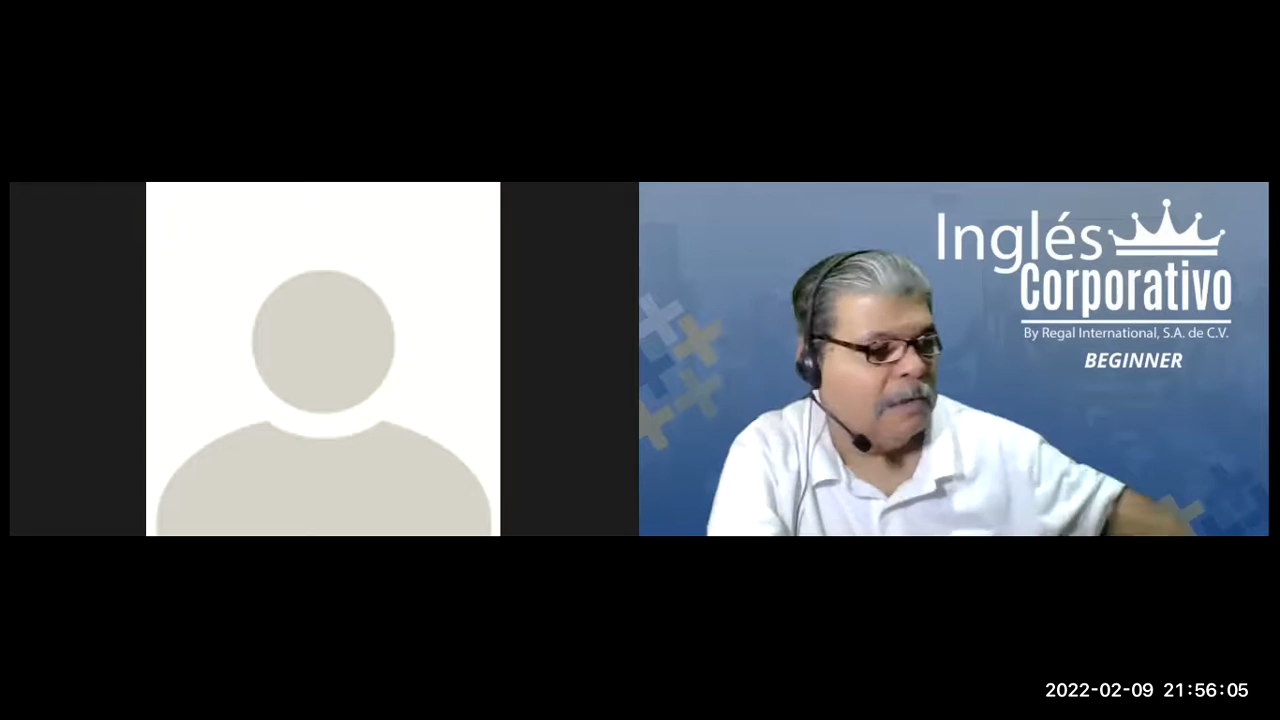 Inglés
Corporativo
By Regal International, S.A. de C.V.
BEGINNER
2022-02-09 21:56:05